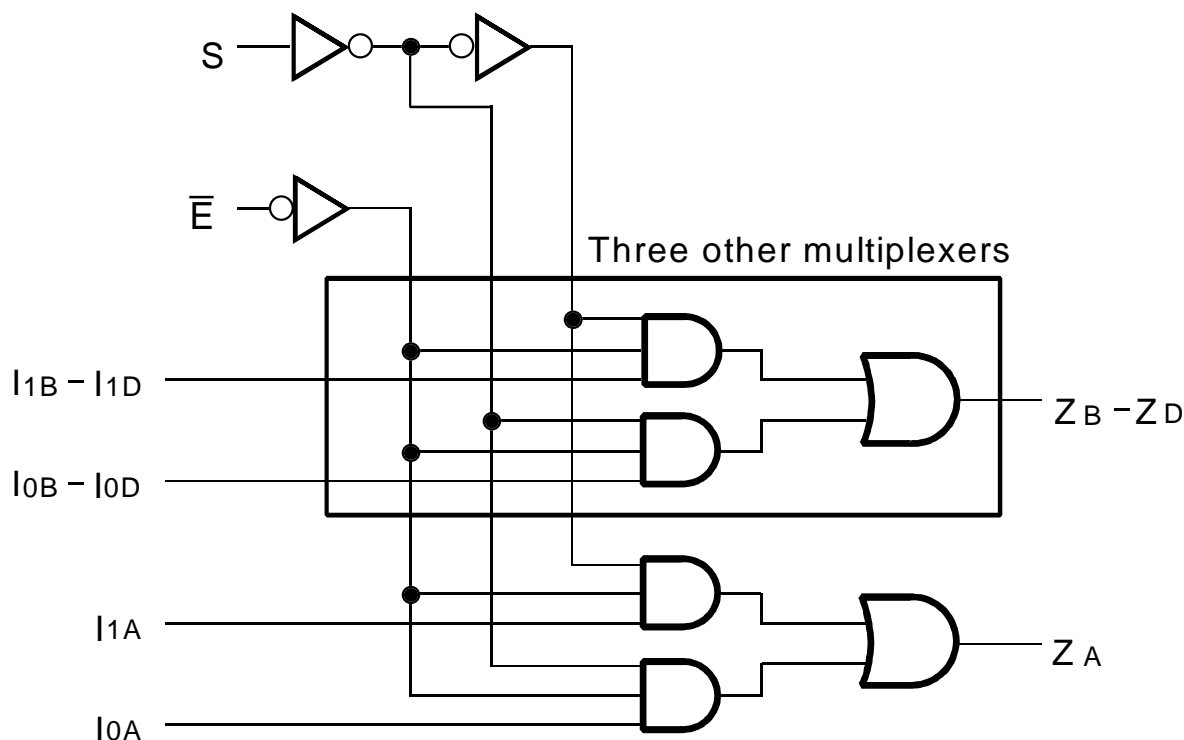 S
E̅
Three other multiplexers
I1B – I1D
ZB –ZD
I0B – I0D
I1A
ZA
I0A